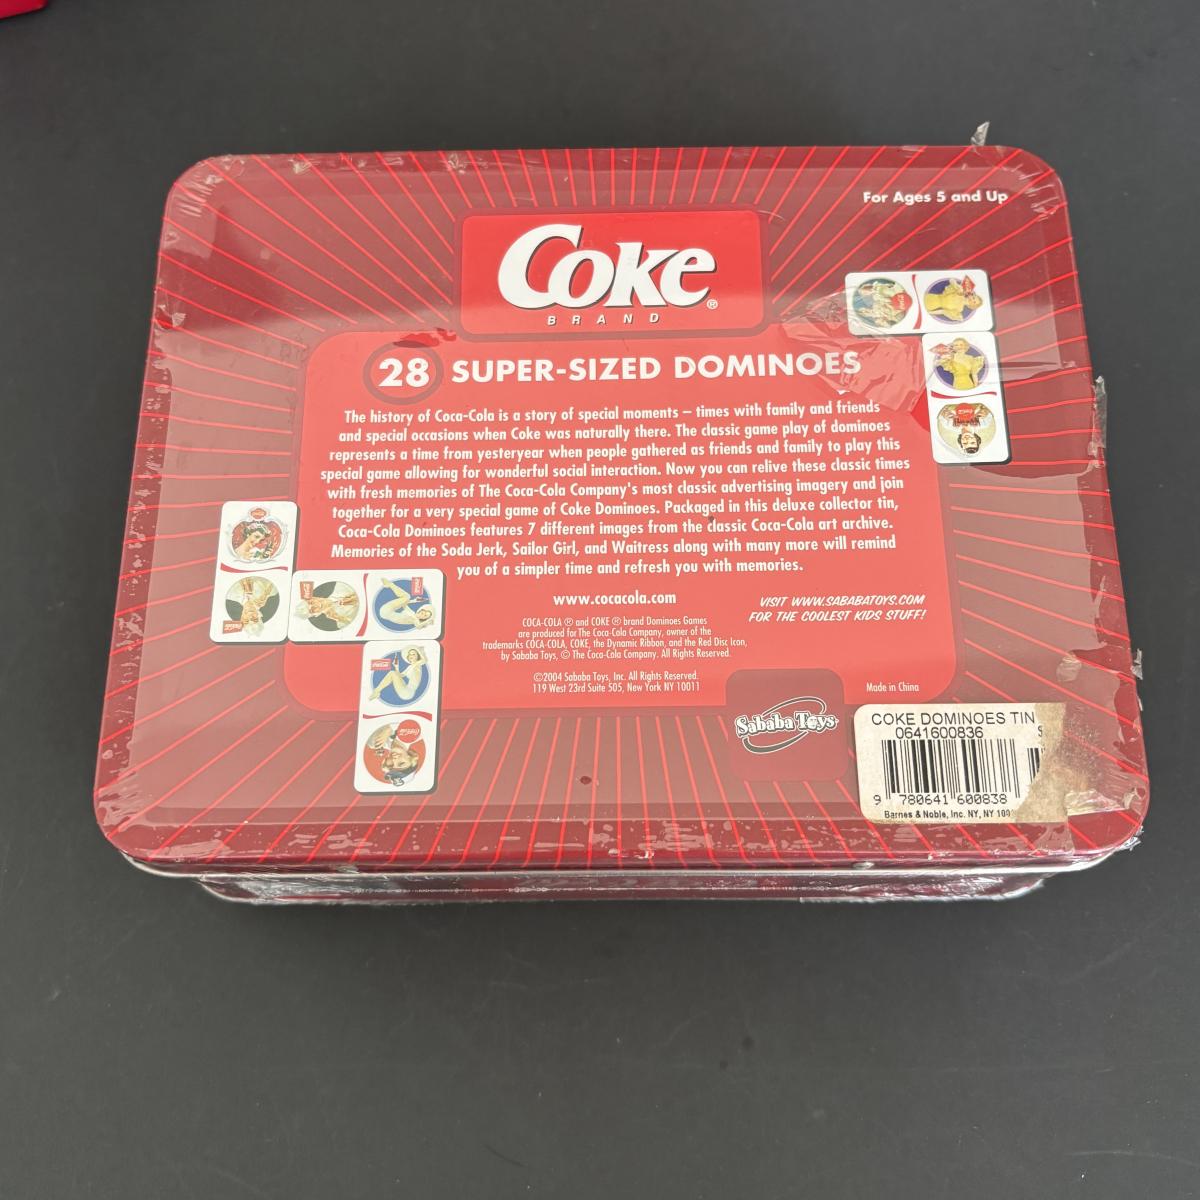 For Ages 5 and Up
Coke®
BRAND
28 SUPER-SIZED DOMINOES
The history of Coca-Cola is a story of special moments – times with family and friends
and special occasions when Coke was naturally there. The classic game play of dominoes
represents a time from yesteryear when people gathered as friends and family to play this
special game allowing for wonderful social interaction. Now you can relive these classic times
with fresh memories of The Coca-Cola Company's most classic advertising imagery and join
together for a very special game of Coke Dominoes. Packaged in this deluxe collector tin,
Coca-Cola Dominoes features 7 different images from the classic Coca-Cola art archive.
Memories of the Soda Jerk, Sailor Girl, and Waitress along with many more will remind
you of a simpler time and refresh you with memories.
www.cocacola.com
COCA-COLA ® and COKE ® brand Dominoes Games
are produced for The Coca-Cola Company, owner of the
trademarks COCA-COLA, COKE, the Dynamic Ribbon, and the Red Disc Icon,
by Sababa Toys, © The Coca-Cola Company. All Rights Reserved.
VISIT WWW.SABABATOYS.COM
FOR THE COOLEST KIDS STUFF!
©2004 Sababa Toys, Inc. All Rights Reserved.
119 West 23rd Suite 505, New York NY 10011
Made in China
Sababa Toys
COKE DOMINOES TIN
0641600836
9 780641 600838
Barnes & Noble, Inc. NY, NY